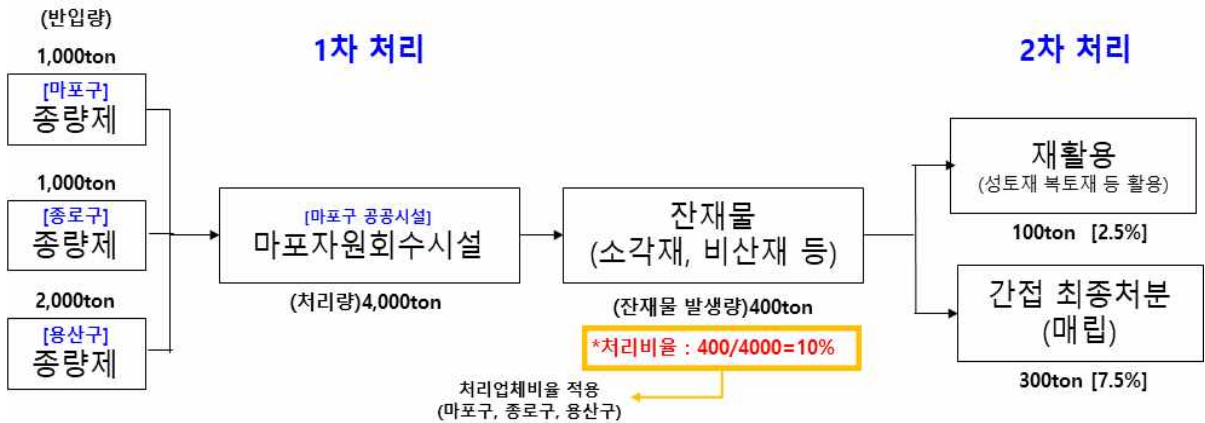 (반입량)
1차 처리
2차 처리
1,000ton
[마포구]
종량제
1,000ton
[종로구]
종량제
2,000ton
[용산구]
종량제
[마포구 공공시설]
마포자원회수시설
(처리량)4,000ton
잔재물
(소각재, 비산재 등)
(잔재물 발생량)400ton
*처리비율 : 400/4000=10%
처리업체비율 적용
(마포구, 종로구, 용산구)
재활용
(성토재 복토재 등 활용)
100ton [2.5%]
간접 최종처분
(매립)
300ton [7.5%]